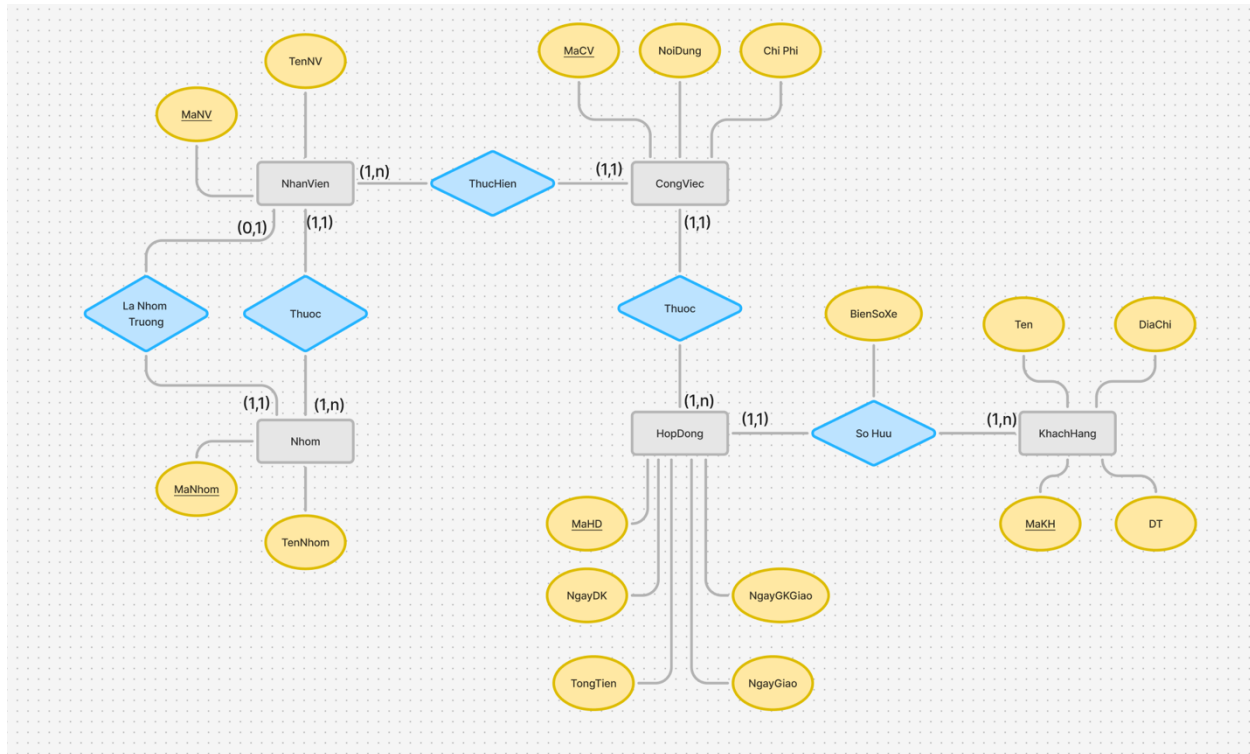 TenNV
MaCV
NoiDung
Chi Phi
MaNV
(1,n)
(1,1)
NhanVien
ThucHien
CongViec
(0,1)
(1,1)
(1,1)
La Nhom
Truong
Thuoc
Thuoc
BienSoXe
Ten
DiaChi
(1,1)
(1,n)
(1,n)
(1,1)
(1,n)
Nhom
HopDong
So Huu
KhachHang
MaNhom
MaHD
MaKH
DT
TenNhom
NgayDK
NgayGKGiao
TongTien
NgayGiao